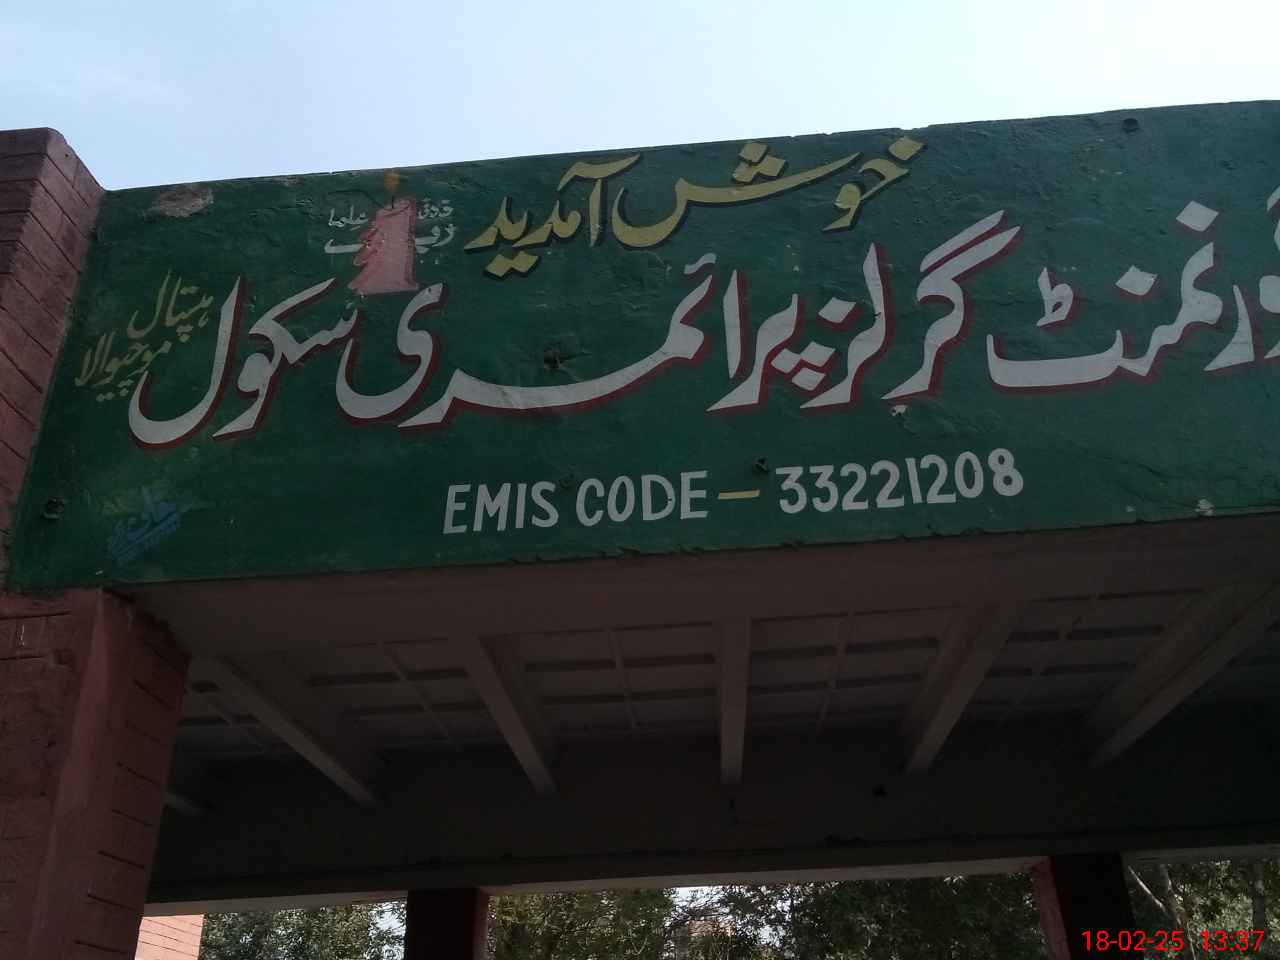 خوش آمدید
گورنمنٹ گرلز پرائمری سکول
ہسپتال
موچیوالا
EMIS CODE - 33221208
18-02-25 13:37